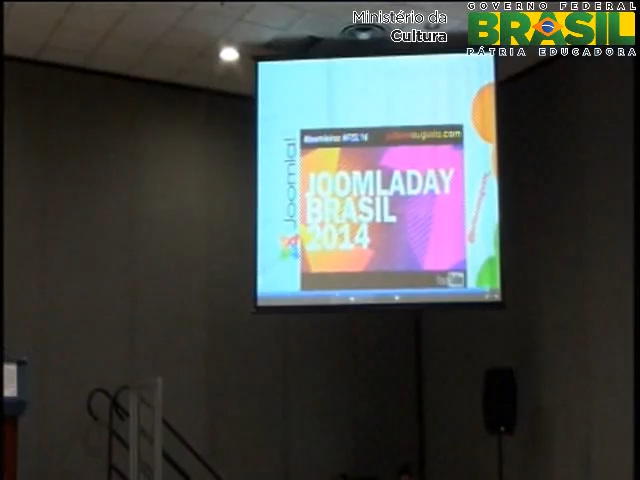 GOVERNO FEDERAL
Ministério da
Cultura
BRASIL
PÁTRIA EDUCADORA
Joomla!
JOOMLADAY
BRASIL
2014